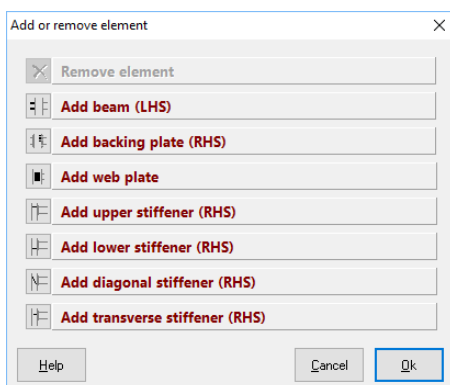 Add or remove element
Remove element
Add beam (LHS)
Add backing plate (RHS)
Add web plate
Add upper stiffener (RHS)
Add lower stiffener (RHS)
Add diagonal stiffener (RHS)
Add transverse stiffener (RHS)
Help Cancel Ok